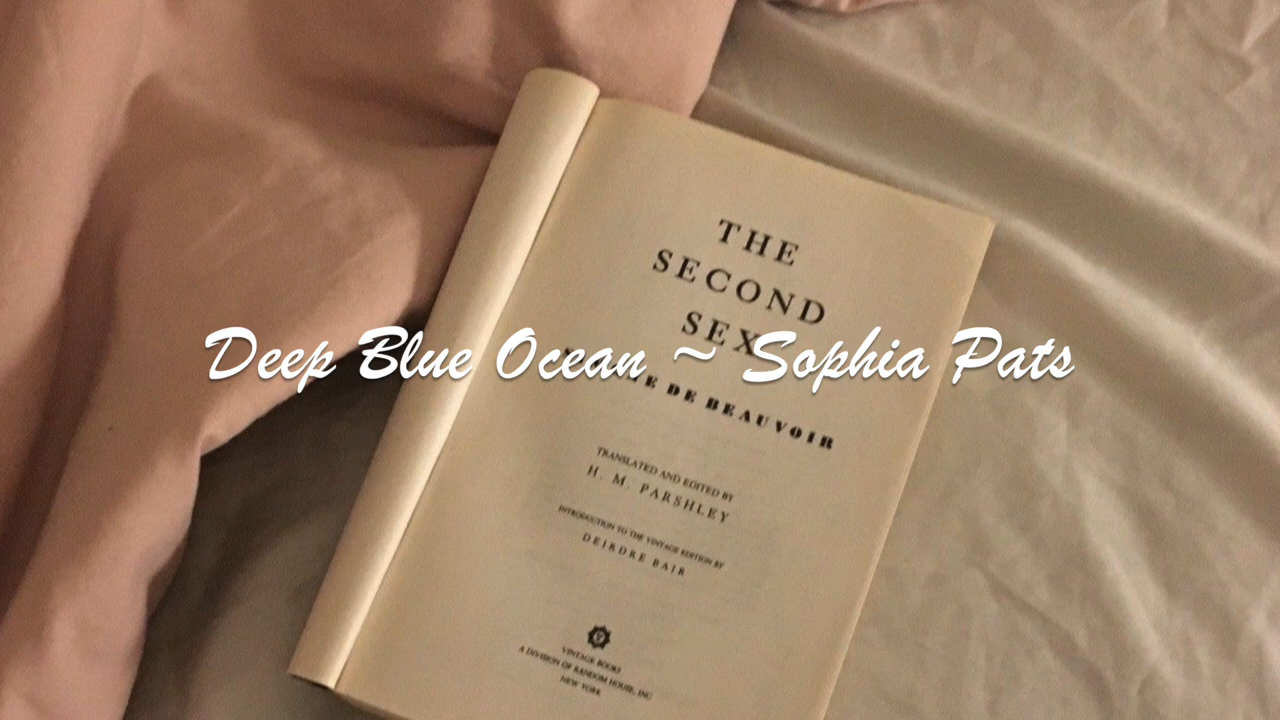 THE
SECOND
SEX
Deep Blue Ocean ~ Sophia Pats
DE BEAUVOIR
TRANSLATED AND EDITED BY
H. M. PARSHLEY
INTRODUCTION TO THE VINTAGE EDITION BY
DEIRDRE BAIR
VINTAGE BOOKS
A DIVISION OF RANDOM HOUSE, INC
NEW YORK